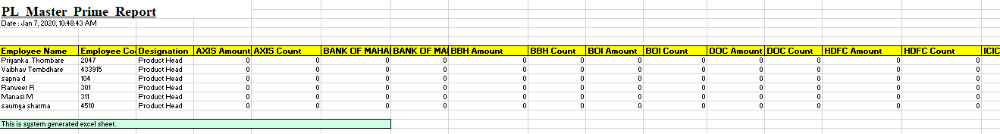 PL Master Prime Report
Date : Jan 7, 2020, 10:48:43 AM
Employee Name Employee Co Designation AXIS Amount AXIS Count BANK OF MAHA BANK OF MA BBH Amount BBH Count BOI Amount BOI Count DOC Amount DOC Count HDFC Amount HDFC Count ICIC
Priyanka Thombare 2047 Product Head 0 0 0 0 0 0 0 0 0 0 0 0
Vaibhav Tembdhare 433915 Product Head 0 0 0 0 0 0 0 0 0 0 0 0
sapna d 104 Product Head 0 0 0 0 0 0 0 0 0 0 0 0
Ranveer R 301 Product Head 0 0 0 0 0 0 0 0 0 0 0 0
Manasi M 311 Product Head 0 0 0 0 0 0 0 0 0 0 0 0
saumya sharma 4510 Product Head 0 0 0 0 0 0 0 0 0 0 0 0
This is system generated excel sheet.